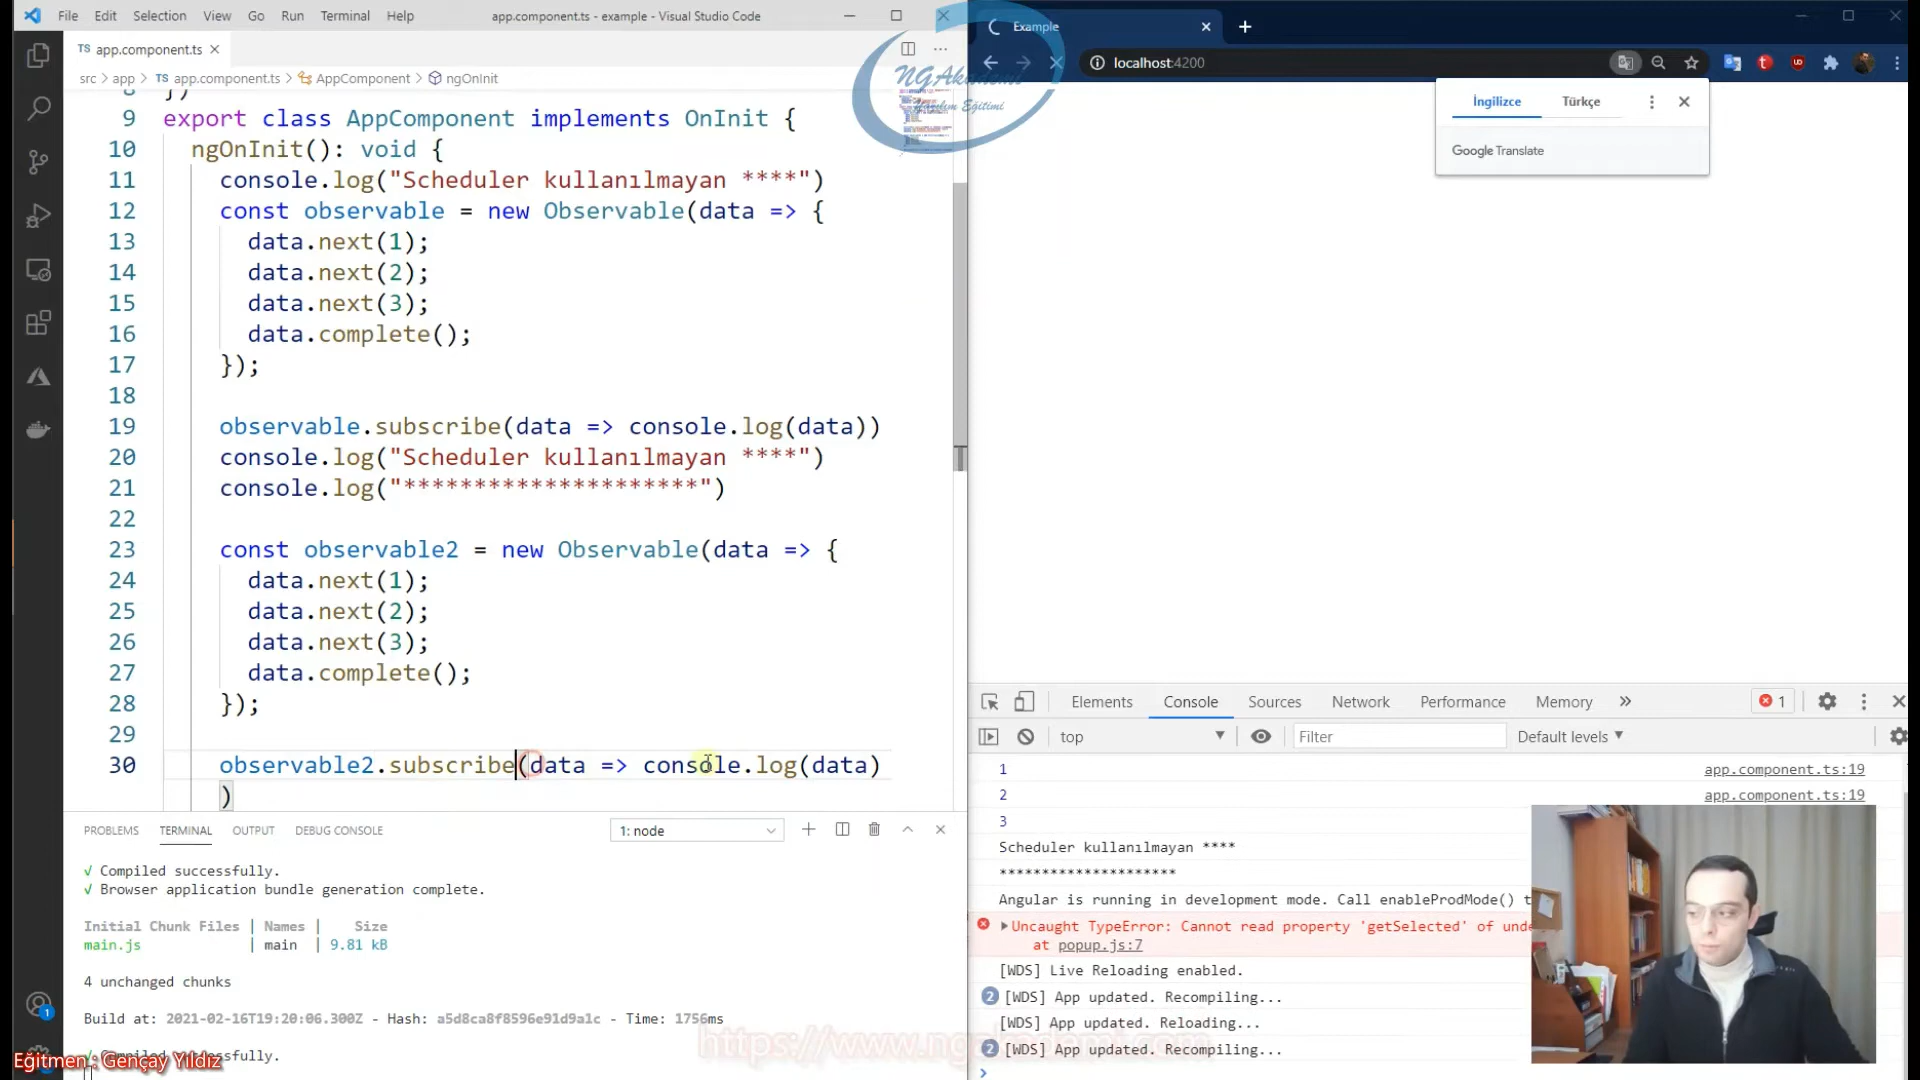 File Edit Selection View Go Run Terminal Help
app.component.ts - example - Visual Studio Code
TS app.component.ts
src > app > TS app.component.ts > AppComponent > ngOnInit
8 })
9 export class AppComponent implements OnInit {
10 ngOnInit(): void {
11 console.log("Scheduler kullanılmayan ****")
12 const observable = new Observable(data => {
13 data.next(1);
14 data.next(2);
15 data.next(3);
16 data.complete();
17 });
18
19 observable.subscribe(data => console.log(data))
20 console.log("Scheduler kullanılmayan ****")
21 console.log("*********************")
22
23 const observable2 = new Observable(data => {
24 data.next(1);
25 data.next(2);
26 data.next(3);
27 data.complete();
28 });
29
30 observable2.subscribe(data => console.log(data)
)
PROBLEMS TERMINAL OUTPUT DEBUG CONSOLE
1: node
√ Compiled successfully.
√ Browser application bundle generation complete.
Initial Chunk Files | Names | Size
main.js | main | 9.81 kB
4 unchanged chunks
Build at: 2021-02-16T19:20:06.300Z - Hash: a5d8ca8f8596e91d9a1c - Time: 1756ms
√ Compiled successfully.
1
Eğitmen : Gençay Yıldız
https://www.ngakademi.com
NGAkademi
Yazılım Eğitimi
Example
localhost:4200
İngilizce Türkçe
Google Translate
Elements Console Sources Network Performance Memory
1
top
Filter
Default levels
1 app.component.ts:19
2 app.component.ts:19
3
Scheduler kullanılmayan ****
*********************
Angular is running in development mode. Call enableProdMode() t
Uncaught TypeError: Cannot read property 'getSelected' of unde
at popup.js:7
[WDS] Live Reloading enabled.
2 [WDS] App updated. Recompiling...
[WDS] App updated. Reloading...
2 [WDS] App updated. Recompiling...